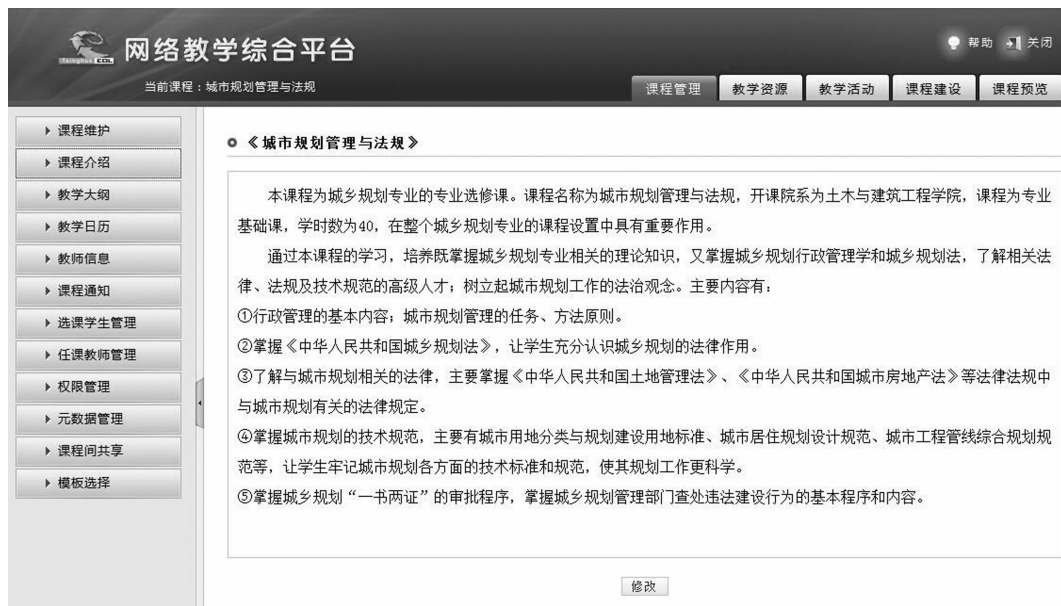 网络教学综合平台
帮助 关闭
当前课程：城市规划管理与法规
课程管理 教学资源 教学活动 课程建设 课程预览
课程维护
课程介绍
教学大纲
教学日历
教师信息
课程通知
选课学生管理
任课教师管理
权限管理
元数据管理
课程间共享
模板选择
《城市规划管理与法规》
本课程为城乡规划专业的专业选修课。课程名称为城市规划管理与法规，开课院系为土木与建筑工程学院，课程为专业
基础课，学时数为40，在整个城乡规划专业的课程设置中具有重要作用。
通过本课程的学习，培养既掌握城乡规划专业相关的理论知识，又掌握城乡规划行政管理学和城乡规划法，了解相关法
律、法规及技术规范的高级人才；树立起城市规划工作的法治观念。主要内容有：
①行政管理的基本内容；城市规划管理的任务、方法原则。
②掌握《中华人民共和国城乡规划法》，让学生充分认识城乡规划的法律作用。
③了解与城市规划相关的法律，主要掌握《中华人民共和国土地管理法》、《中华人民共和国城市房地产法》等法律法规中
与城市规划有关的法律规定。
④掌握城市规划的技术规范，主要有城市用地分类与规划建设用地标准、城市居住规划设计规范、城市工程管线综合规划规
范等，让学生牢记城市规划各方面的技术标准和规范，使其规划工作更科学。
⑤掌握城乡规划“一书两证”的审批程序，掌握城乡规划管理部门查处违法建设行为的基本程序和内容。
修改